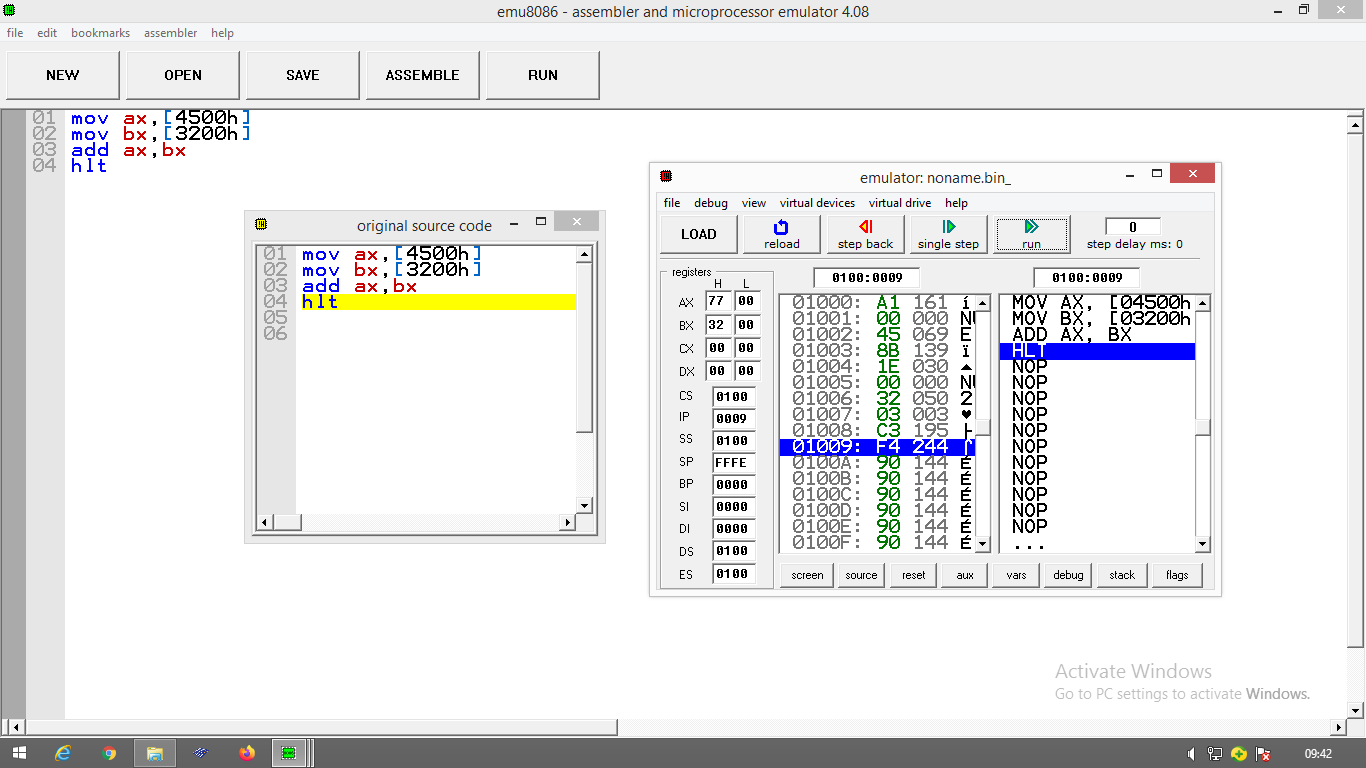 emu8086 - assembler and microprocessor emulator 4.08
file edit bookmarks assembler help
NEW OPEN SAVE ASSEMBLE RUN
01 mov ax,[4500h]
02 mov bx,[3200h]
03 add ax,bx
04 hlt
original source code
01 mov ax,[4500h]
02 mov bx,[3200h]
03 add ax,bx
04 hlt
05
06
emulator: noname.bin_
file debug view virtual devices virtual drive help
LOAD reload step back single step run 0
step delay ms: 0
registers
H L
AX 77 00
BX 32 00
CX 00 00
DX 00 00
CS 0100
IP 0009
SS 0100
SP FFFE
BP 0000
SI 0000
DI 0000
DS 0100
ES 0100
0100:0009
01000: A1 161 í
01001: 00 000 NU
01002: 45 069 E
01003: 8B 139 ï
01004: 1E 030 ▲
01005: 00 000 NU
01006: 32 050 2
01007: 03 003 ♥
01008: C3 195 ├
01009: F4 244 ⌠
0100A: 90 144 É
0100B: 90 144 É
0100C: 90 144 É
0100D: 90 144 É
0100E: 90 144 É
0100F: 90 144 É
0100:0009
MOV AX, [04500h
MOV BX, [03200h
ADD AX, BX
HLT
NOP
NOP
NOP
NOP
NOP
NOP
NOP
NOP
NOP
NOP
NOP
...
screen source reset aux vars debug stack flags
Activate Windows
Go to PC settings to activate Windows.
09:42